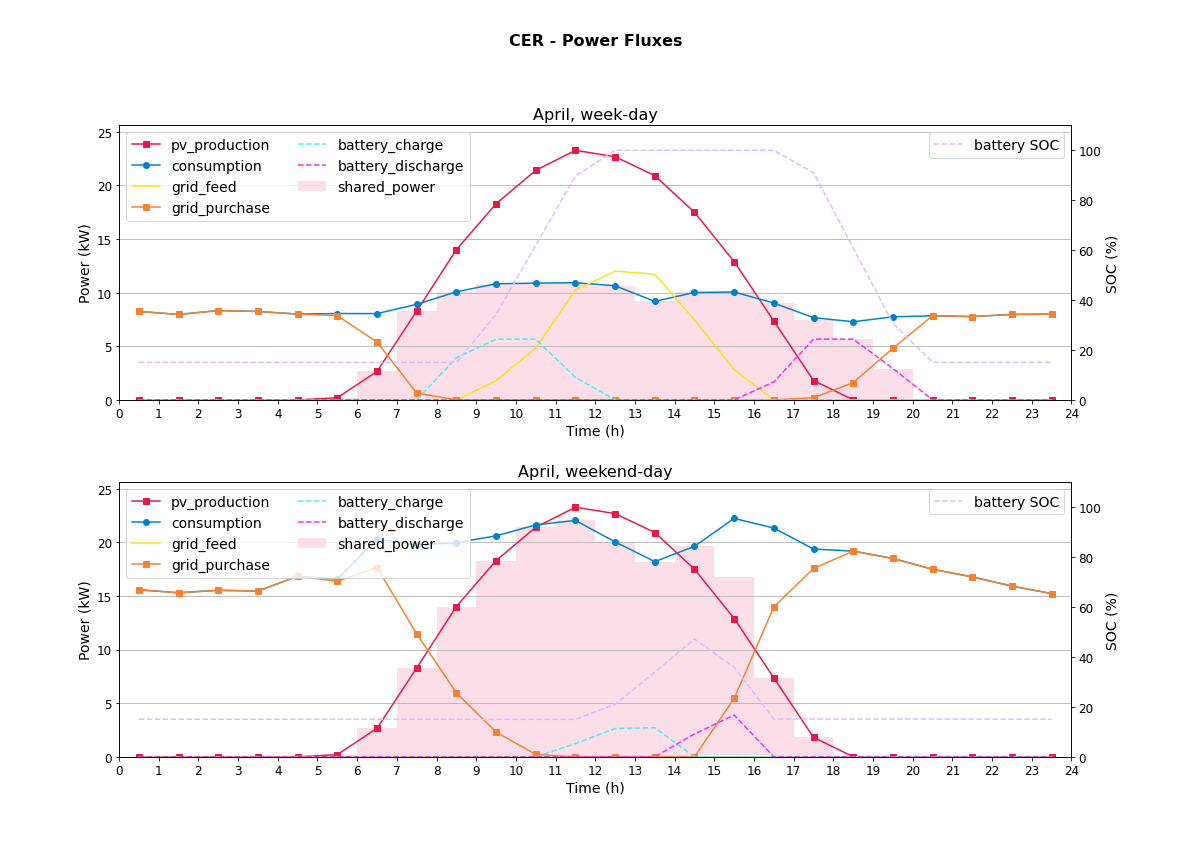 CER - Power Fluxes
April, week-day
pv_production
consumption
grid_feed
grid_purchase
battery_charge
battery_discharge
shared_power
battery SOC
Power (kW)
25
20
15
10
5
0
SOC (%)
100
80
60
40
20
0
0 1 2 3 4 5 6 7 8 9 10 11 12 13 14 15 16 17 18 19 20 21 22 23 24
Time (h)
April, weekend-day
pv_production
consumption
grid_feed
grid_purchase
battery_charge
battery_discharge
shared_power
battery SOC
Power (kW)
25
20
15
10
5
0
SOC (%)
100
80
60
40
20
0
0 1 2 3 4 5 6 7 8 9 10 11 12 13 14 15 16 17 18 19 20 21 22 23 24
Time (h)